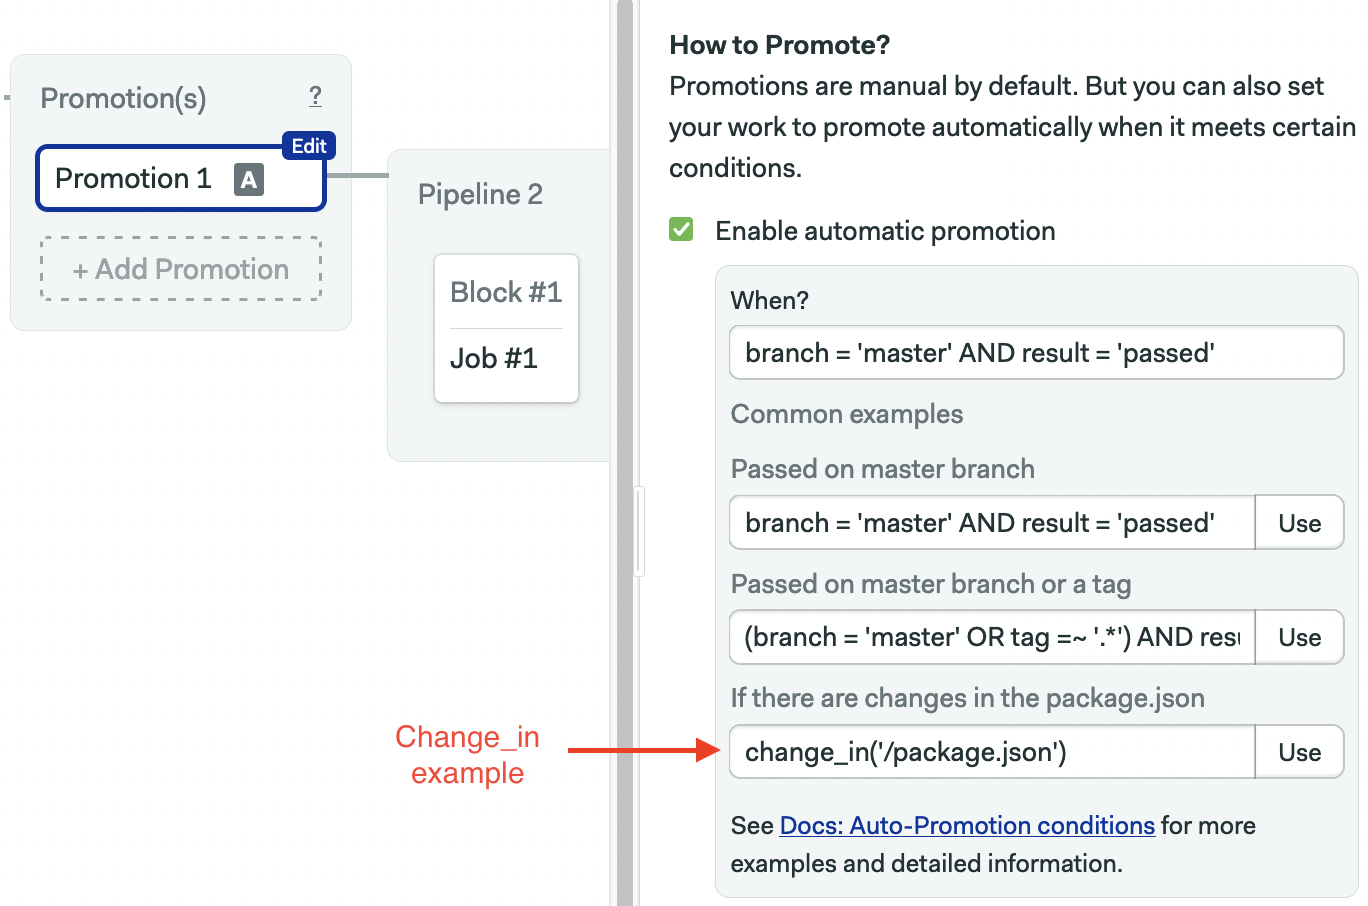 Promotion(s)
?
Edit
Promotion 1 A
+ Add Promotion
Pipeline 2
Block #1
Job #1
Change_in
example
How to Promote?
Promotions are manual by default. But you can also set
your work to promote automatically when it meets certain
conditions.
Enable automatic promotion
When?
branch = 'master' AND result = 'passed'
Common examples
Passed on master branch
branch = 'master' AND result = 'passed' Use
Passed on master branch or a tag
(branch = 'master' OR tag =~ '.*') AND Use
If there are changes in the package.json
change_in('/package.json') Use
See Docs: Auto-Promotion conditions for more
examples and detailed information.